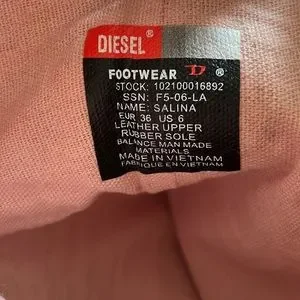 DIESEL®
FOOTWEAR D ®
STOCK: 102100016892
SSN: F5-06-LA
NAME: SALINA
EUR 36 US 6
LEATHER UPPER
RUBBER SOLE
BALANCE MAN MADE
MATERIALS
MADE IN VIETNAM
FABRIQUE EN VIETNAM